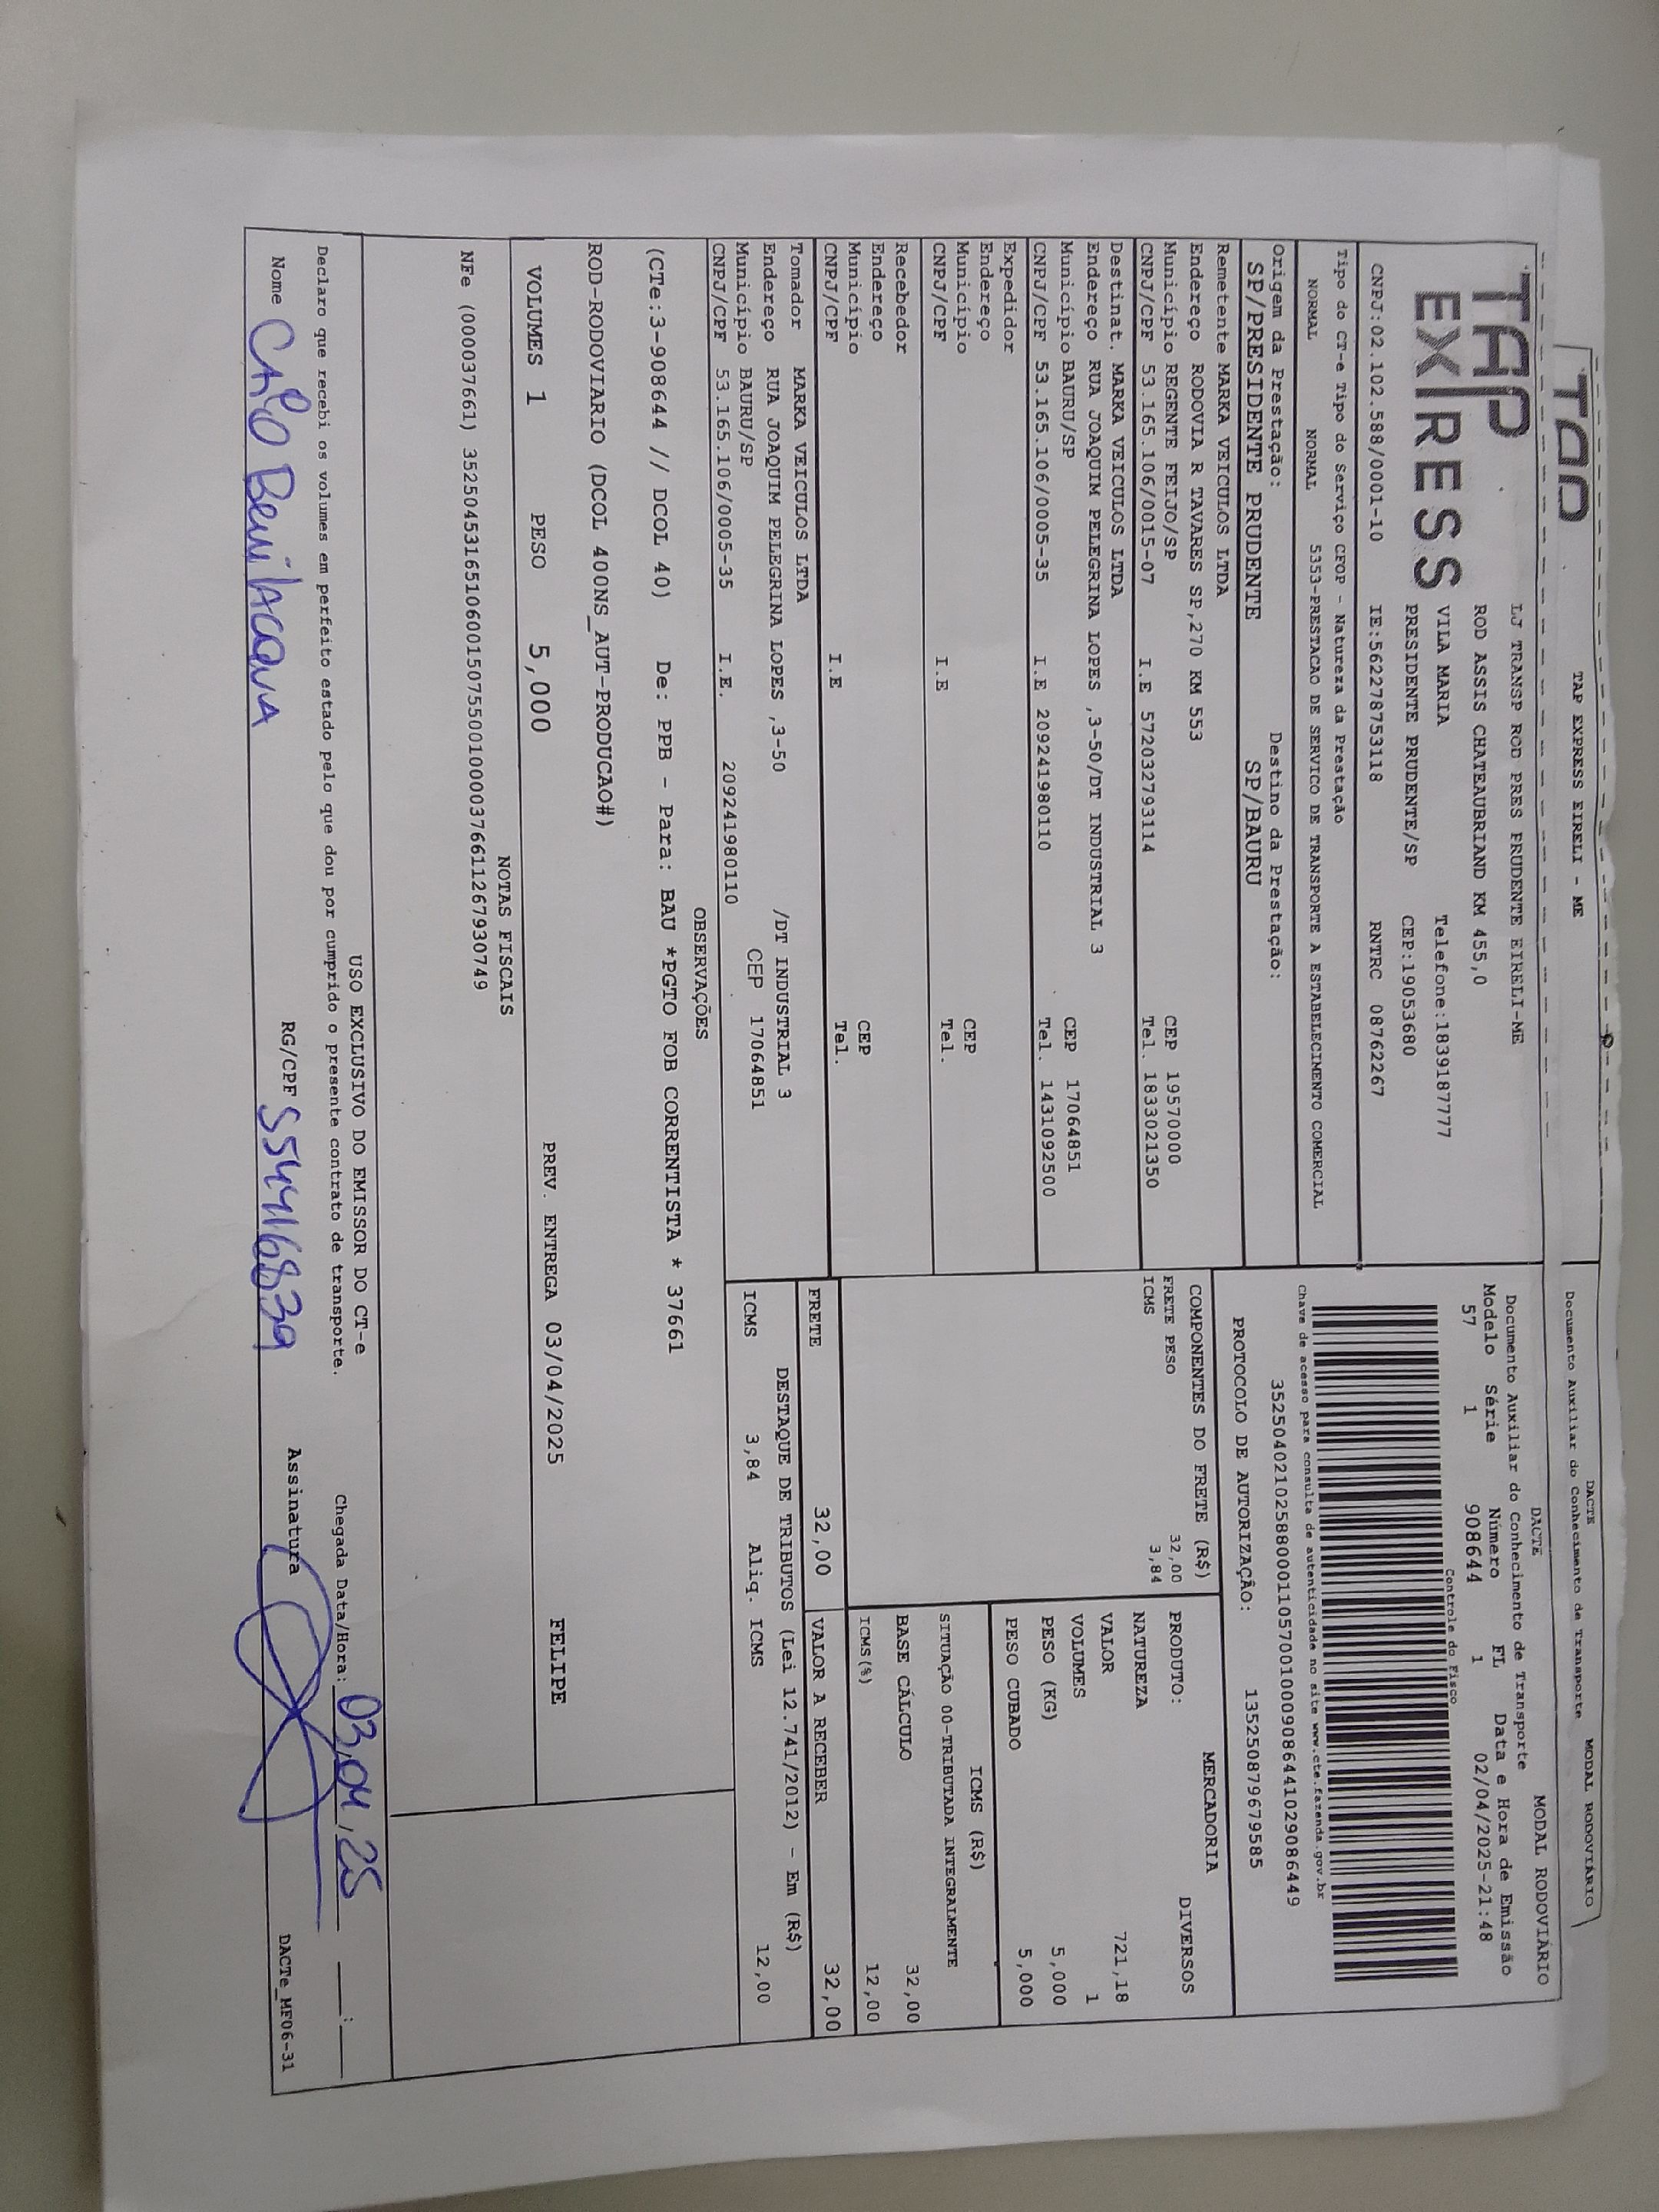 TAP EXPRESS EIRELI - ME
DACTE
Documento Auxiliar do Conhecimento de Transporte
MODAL RODOVIÁRIO
TAP EXPRESS
LJ TRANSP ROD PRES PRUDENTE EIRELI-ME
ROD ASSIS CHATEAUBRIAND KM 455,0
VILA MARIA Telefone:1839187777
PRESIDENTE PRUDENTE/SP CEP:19053680
CNPJ:02.102.588/0001-10 IE:562278753118 RNTRC 08762267
DACTE MODAL RODOVIÁRIO
Documento Auxiliar do Conhecimento de Transporte
Modelo Série Número FL Data e Hora de Emissão
57 1 908644 1 02/04/2025-21:48
Controle do Fisco
Chave de acesso para consulta de autenticidade no site www.cte.fazenda.gov.br
35250402102588000110570010009086441029086449
PROTOCOLO DE AUTORIZAÇÃO: 135250879679585
Tipo do CT-e Tipo do Serviço CFOP - Natureza da Prestação
NORMAL NORMAL 5353-PRESTACAO DE SERVICO DE TRANSPORTE A ESTABELECIMENTO COMERCIAL
Origem da Prestação: Destino da Prestação:
SP/PRESIDENTE PRUDENTE SP/BAURU
Remetente MARKA VEICULOS LTDA
Endereço RODOVIA R TAVARES SP,270 KM 553
Município REGENTE FEIJO/SP CEP 19570000
CNPJ/CPF 53.165.106/0015-07 I.E 572032793114 Tel. 1833021350
Destinat. MARKA VEICULOS LTDA
Endereço RUA JOAQUIM PELEGRINA LOPES ,3-50/DT INDUSTRIAL 3
Município BAURU/SP CEP 17064851
CNPJ/CPF 53.165.106/0005-35 I.E 209241980110 Tel. 1431092500
Expedidor
Endereço
Município CEP
CNPJ/CPF I.E Tel.
Recebedor
Endereço
Município CEP
CNPJ/CPF I.E Tel.
Tomador MARKA VEICULOS LTDA
Endereço RUA JOAQUIM PELEGRINA LOPES ,3-50 /DT INDUSTRIAL 3
Município BAURU/SP CEP 17064851
CNPJ/CPF 53.165.106/0005-35 I.E. 209241980110
COMPONENTES DO FRETE (R$)
FRETE PESO 32,00
ICMS 3,84
MERCADORIA
PRODUTO: DIVERSOS
NATUREZA
VALOR 721,18
VOLUMES 1
PESO (KG) 5,000
PESO CUBADO 5,000
ICMS (R$)
SITUAÇÃO 00-TRIBUTADA INTEGRALMENTE
BASE CÁLCULO 32,00
ICMS(%) 12,00
FRETE 32,00 VALOR A RECEBER 32,00
DESTAQUE DE TRIBUTOS (Lei 12.741/2012) - Em (R$)
ICMS 3,84 Aliq. ICMS 12,00
OBSERVAÇÕES
(CTe:3-908644 // DCOL 40) De: PPB - Para: BAU *PGTO FOB CORRENTISTA * 37661
ROD-RODOVIARIO (DCOL 400NS_AUT-PRODUCAO#)
VOLUMES 1 PESO 5,000 PREV. ENTREGA 03/04/2025 FELIPE
NOTAS FISCAIS
NFe (000037661) 35250453165106001507550010000376611267930749
USO EXCLUSIVO DO EMISSOR DO CT-e
Declaro que recebi os volumes em perfeito estado pelo que dou por cumprido o presente contrato de transporte. Chegada Data/Hora: 03,04,25 __:__
Nome CAIO Bevilacqua RG/CPF 554416839 Assinatura
DACTe_MF06-31